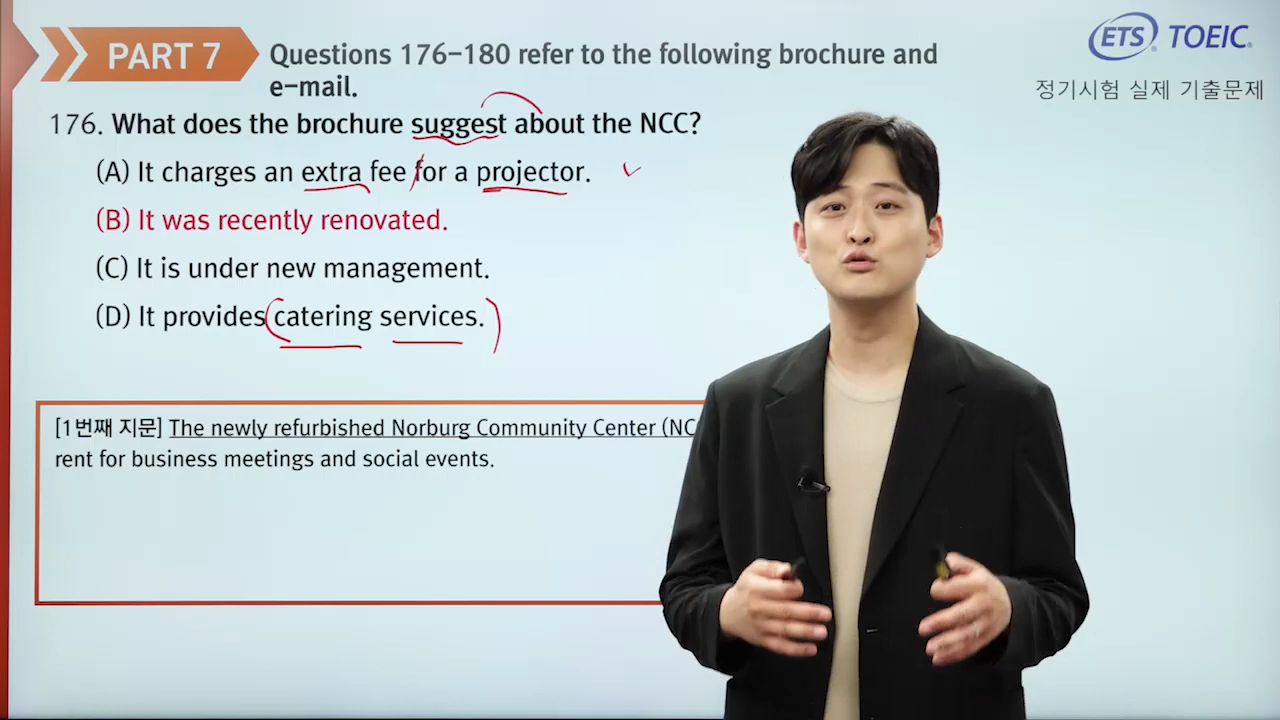 PART 7
Questions 176–180 refer to the following brochure and
e-mail.
ETS TOEIC
정기시험 실제 기출문제
176. What does the brochure suggest about the NCC?
(A) It charges an extra fee for a projector.
(B) It was recently renovated.
(C) It is under new management.
(D) It provides catering services.
[1번째 지문] The newly refurbished Norburg Community Center (NC
rent for business meetings and social events.